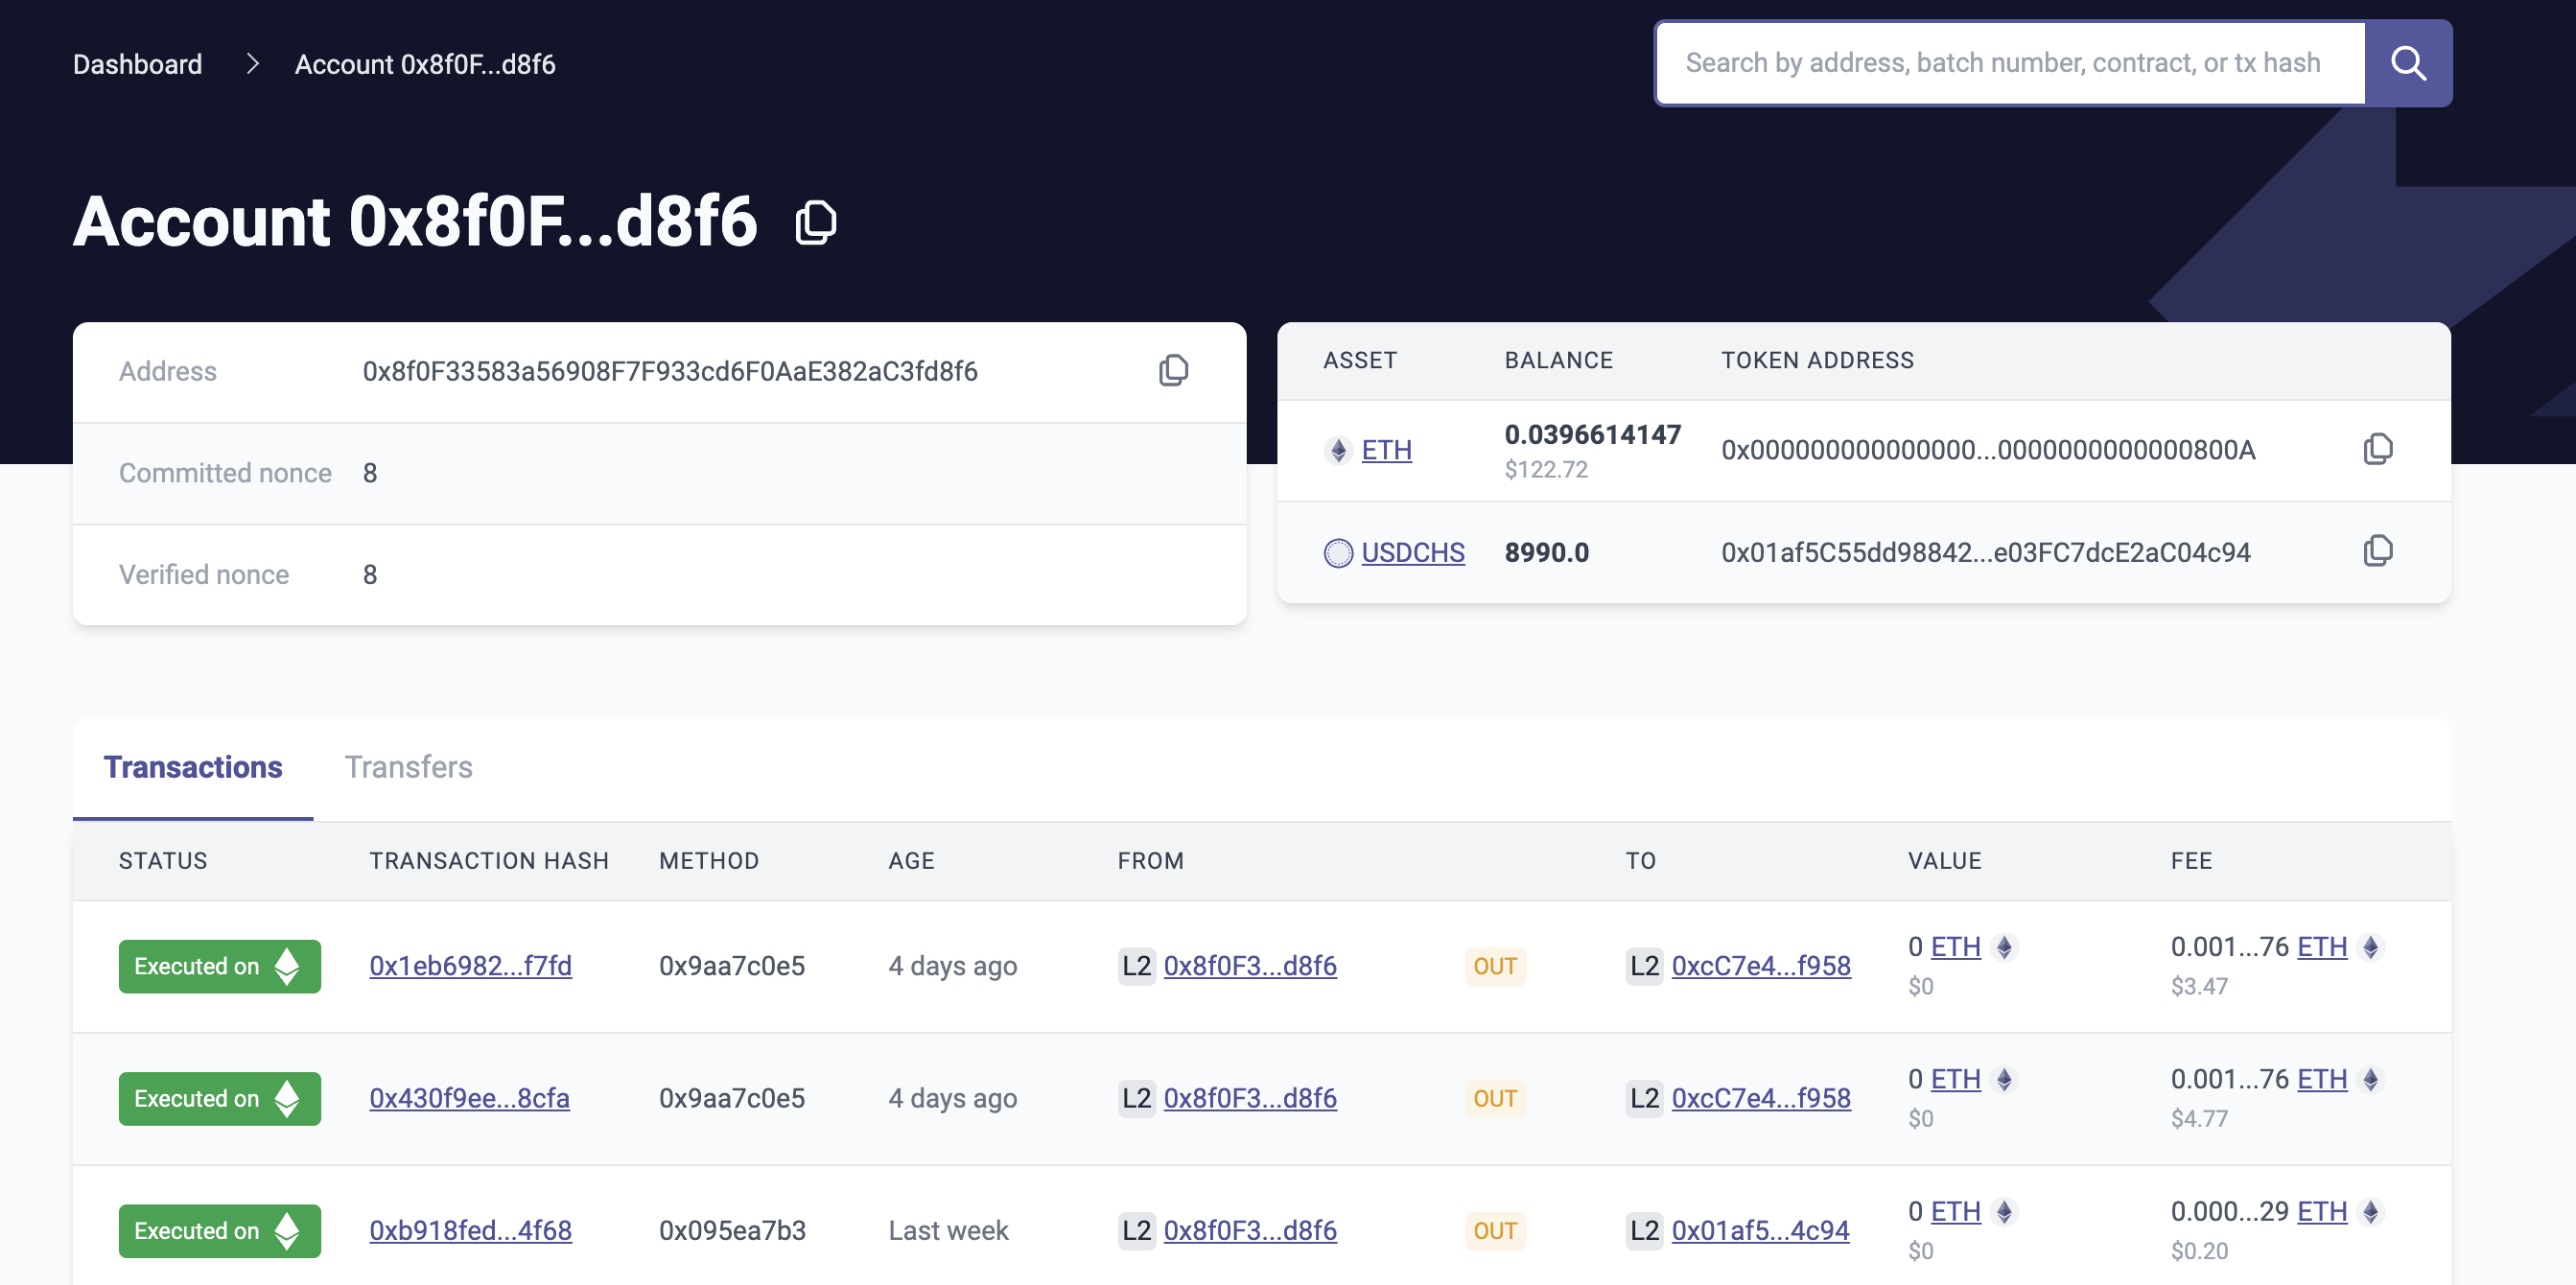 Dashboard > Account 0x8f0F...d8f6
Search by address, batch number, contract, or tx hash
Account 0x8f0F...d8f6
Address 0x8f0F33583a56908F7F933cd6F0AaE382aC3fd8f6
Committed nonce 8
Verified nonce 8
ASSET BALANCE TOKEN ADDRESS
ETH 0.0396614147 0x000000000000000...0000000000000800A
$122.72
USDCHS 8990.0 0x01af5C55dd98842...e03FC7dcE2aC04c94
Transactions Transfers
STATUS TRANSACTION HASH METHOD AGE FROM TO VALUE FEE
Executed on 0x1eb6982...f7fd 0x9aa7c0e5 4 days ago L2 0x8f0F3...d8f6 OUT L2 0xcC7e4...f958 0 ETH 0.001...76 ETH
$0 $3.47
Executed on 0x430f9ee...8cfa 0x9aa7c0e5 4 days ago L2 0x8f0F3...d8f6 OUT L2 0xcC7e4...f958 0 ETH 0.001...76 ETH
$0 $4.77
Executed on 0xb918fed...4f68 0x095ea7b3 Last week L2 0x8f0F3...d8f6 OUT L2 0x01af5...4c94 0 ETH 0.000...29 ETH
$0 $0.20